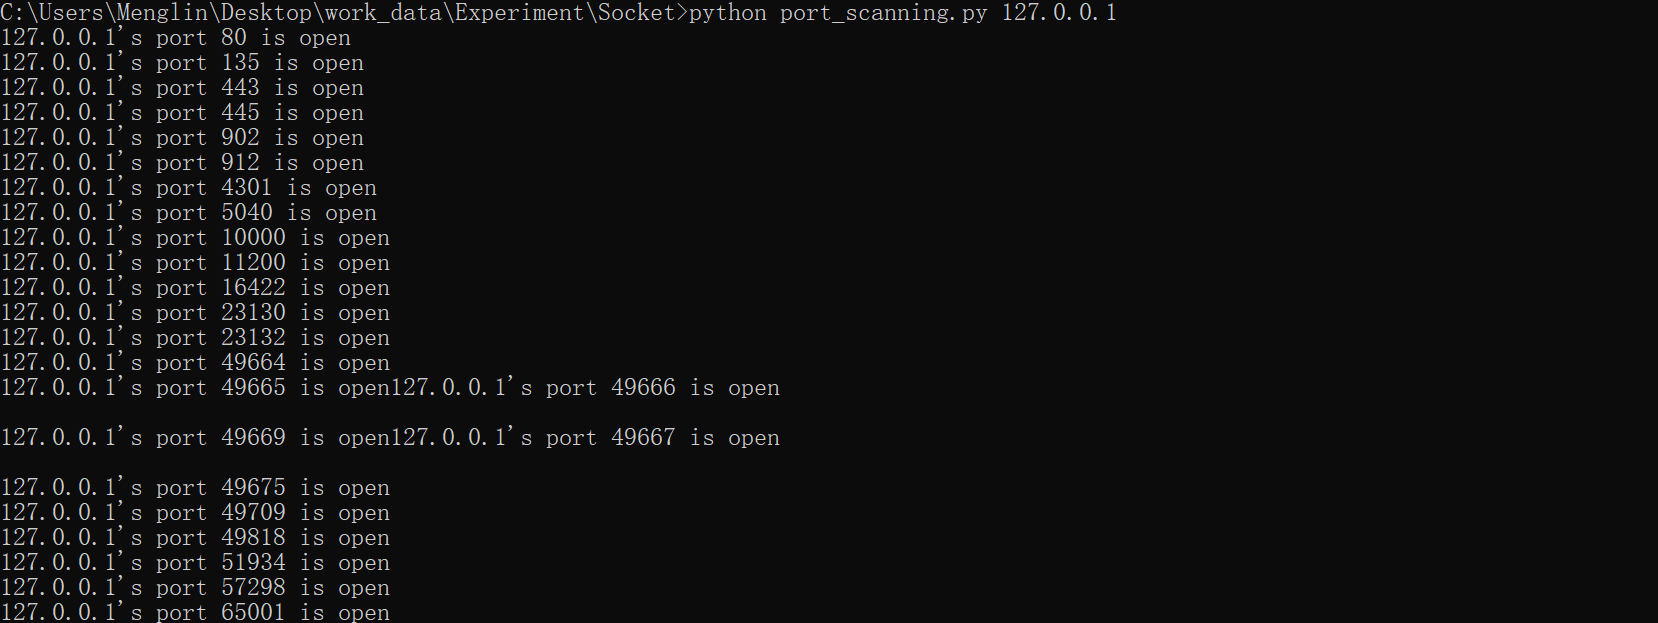 C:\Users\Menglin\Desktop\work_data\Experiment\Socket>python port_scanning.py 127.0.0.1
127.0.0.1's port 80 is open
127.0.0.1's port 135 is open
127.0.0.1's port 443 is open
127.0.0.1's port 445 is open
127.0.0.1's port 902 is open
127.0.0.1's port 912 is open
127.0.0.1's port 4301 is open
127.0.0.1's port 5040 is open
127.0.0.1's port 10000 is open
127.0.0.1's port 11200 is open
127.0.0.1's port 16422 is open
127.0.0.1's port 23130 is open
127.0.0.1's port 23132 is open
127.0.0.1's port 49664 is open
127.0.0.1's port 49665 is open127.0.0.1's port 49666 is open
127.0.0.1's port 49669 is open127.0.0.1's port 49667 is open
127.0.0.1's port 49675 is open
127.0.0.1's port 49709 is open
127.0.0.1's port 49818 is open
127.0.0.1's port 51934 is open
127.0.0.1's port 57298 is open
127.0.0.1's port 65001 is open